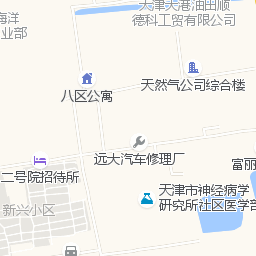 天津大港油田顺
德科工贸有限公司
海洋
业部
天然气公司综合楼
八区公寓
远大汽车修理厂
富丽
二号院招待所
天津市神经病学
研究所社区医学部
新兴小区